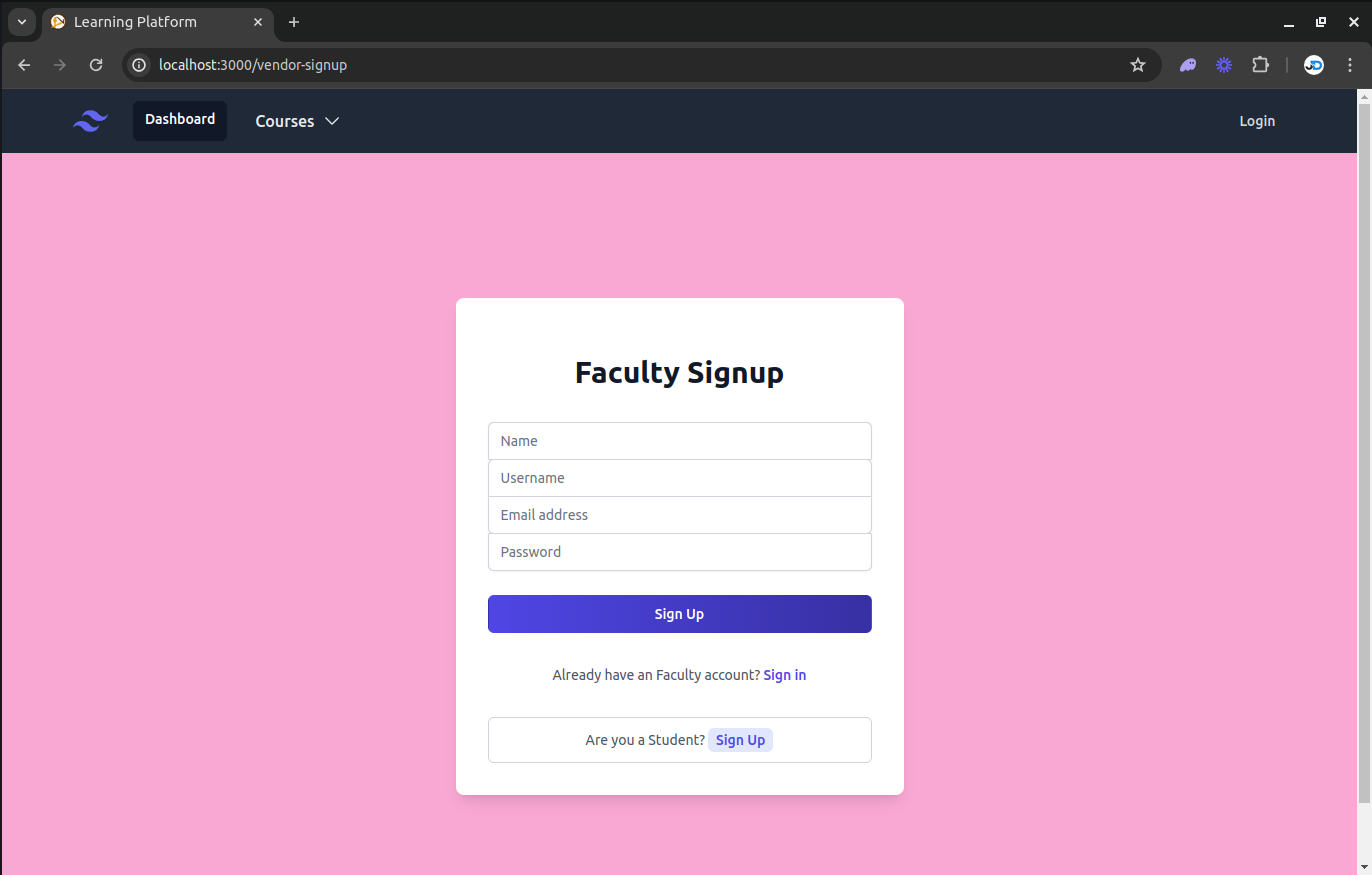 Learning Platform
localhost:3000/vendor-signup
Dashboard Courses Login
Faculty Signup
Name
Username
Email address
Password
Sign Up
Already have an Faculty account? Sign in
Are you a Student? Sign Up